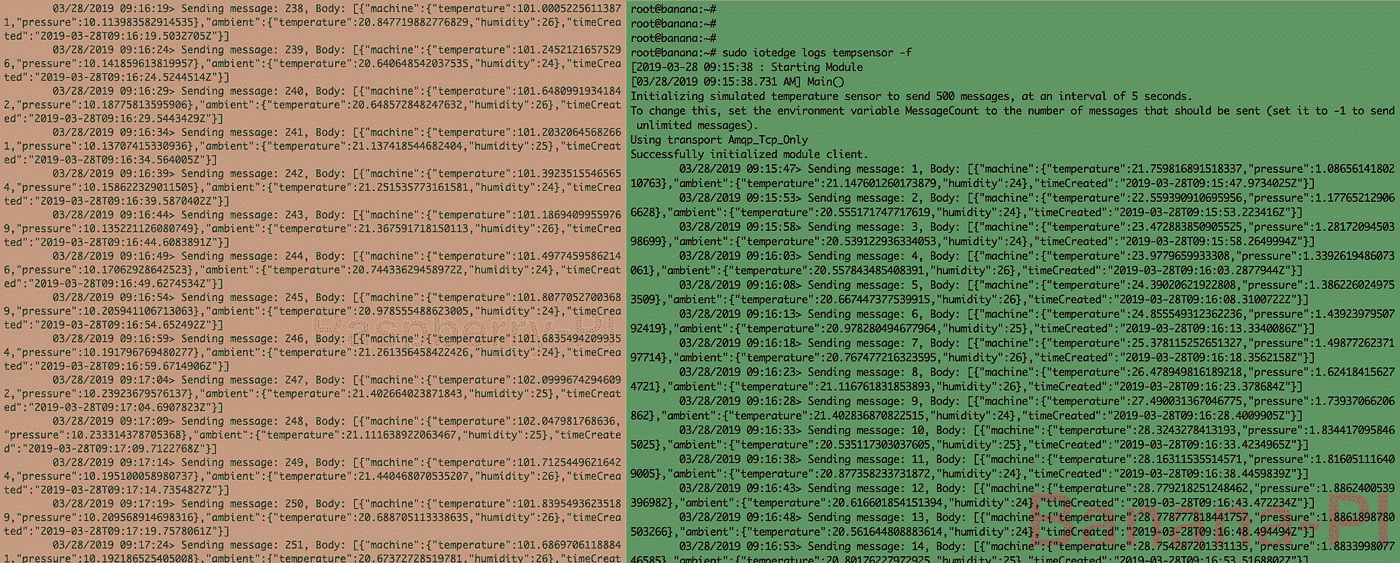 03/28/2019 09:16:19> Sending message: 238, Body: [{"machine":{"temperature":101.0005225611387
1,"pressure":10.113983582914535},"ambient":{"temperature":20.847719882776829,"humidity":26},"timeCrea
ted":"2019-03-28T09:16:19.5032705Z"}]
03/28/2019 09:16:24> Sending message: 239, Body: [{"machine":{"temperature":101.2452121657529
6,"pressure":10.141859613919957},"ambient":{"temperature":20.640648542037535,"humidity":24},"timeCrea
ted":"2019-03-28T09:16:24.5244514Z"}]
03/28/2019 09:16:29> Sending message: 240, Body: [{"machine":{"temperature":101.6480991934184
2,"pressure":10.18775813595906},"ambient":{"temperature":20.648572848247632,"humidity":26},"timeCreat
ed":"2019-03-28T09:16:29.5443429Z"}]
03/28/2019 09:16:34> Sending message: 241, Body: [{"machine":{"temperature":101.2032064568266
1,"pressure":10.13707415330936},"ambient":{"temperature":21.137418544682404,"humidity":26},"timeCreat
ed":"2019-03-28T09:16:34.564005Z"}]
03/28/2019 09:16:39> Sending message: 242, Body: [{"machine":{"temperature":101.3923515546565
4,"pressure":10.158622329011505},"ambient":{"temperature":21.251535773161581,"humidity":24},"timeCrea
ted":"2019-03-28T09:16:39.5870402Z"}]
03/28/2019 09:16:44> Sending message: 243, Body: [{"machine":{"temperature":101.1869409955976
9,"pressure":10.135221126080749},"ambient":{"temperature":21.367591718150113,"humidity":24},"timeCrea
ted":"2019-03-28T09:16:44.6083891Z"}]
03/28/2019 09:16:49> Sending message: 244, Body: [{"machine":{"temperature":101.4977459586214
6,"pressure":10.17062928642523},"ambient":{"temperature":20.744336294589722,"humidity":24},"timeCreat
ed":"2019-03-28T09:16:49.6274534Z"}]
03/28/2019 09:16:54> Sending message: 245, Body: [{"machine":{"temperature":101.8077052700368
9,"pressure":10.205941106713063},"ambient":{"temperature":20.978555488623005,"humidity":24},"timeCrea
ted":"2019-03-28T09:16:54.652492Z"}]
03/28/2019 09:16:59> Sending message: 246, Body: [{"machine":{"temperature":101.6835494209935
4,"pressure":10.191796769480277},"ambient":{"temperature":21.261356458422426,"humidity":24},"timeCrea
ted":"2019-03-28T09:16:59.6714906Z"}]
03/28/2019 09:17:04> Sending message: 247, Body: [{"machine":{"temperature":102.0999674294609
2,"pressure":10.23923679576137},"ambient":{"temperature":21.402664023871843,"humidity":25},"timeCreat
ed":"2019-03-28T09:17:04.6907823Z"}]
03/28/2019 09:17:09> Sending message: 248, Body: [{"machine":{"temperature":102.047981768636,
"pressure":10.233314378705368},"ambient":{"temperature":21.111638922063467,"humidity":25},"timeCreate
d":"2019-03-28T09:17:09.7122768Z"}]
03/28/2019 09:17:14> Sending message: 249, Body: [{"machine":{"temperature":101.7125449621642
4,"pressure":10.195100058980737},"ambient":{"temperature":21.440468070535207,"humidity":24},"timeCrea
ted":"2019-03-28T09:17:14.7354827Z"}]
03/28/2019 09:17:19> Sending message: 250, Body: [{"machine":{"temperature":101.8395493623518
9,"pressure":10.209568914698316},"ambient":{"temperature":20.688705113383635,"humidity":26},"timeCrea
ted":"2019-03-28T09:17:19.7578061Z"}]
03/28/2019 09:17:24> Sending message: 251, Body: [{"machine":{"temperature":101.6869706118884
1,"pressure":10.192186525405008},"ambient":{"temperature":20.67372728519781,"humidity":26},"timeCreat
Raspberry-PI
root@banana:~#
root@banana:~#
root@banana:~#
root@banana:~# sudo iotedge logs tempsensor -f
[2019-03-28 09:15:38 : Starting Module
[03/28/2019 09:15:38.731 AM] Main()
Initializing simulated temperature sensor to send 500 messages, at an interval of 5 seconds.
To change this, set the environment variable MessageCount to the number of messages that should be sent (set it to -1 to send
unlimited messages).
Using transport Amqp_Tcp_Only
Successfully initialized module client.
03/28/2019 09:15:47> Sending message: 1, Body: [{"machine":{"temperature":21.759816891518337,"pressure":1.08656141802
10763},"ambient":{"temperature":21.147601260173879,"humidity":24},"timeCreated":"2019-03-28T09:15:47.9734025Z"}]
03/28/2019 09:15:53> Sending message: 2, Body: [{"machine":{"temperature":22.559390910695956,"pressure":1.17765212906
6628},"ambient":{"temperature":20.555171747717619,"humidity":24},"timeCreated":"2019-03-28T09:15:53.223416Z"}]
03/28/2019 09:15:58> Sending message: 3, Body: [{"machine":{"temperature":23.472883850905525,"pressure":1.28172094503
98699},"ambient":{"temperature":20.539122936334053,"humidity":24},"timeCreated":"2019-03-28T09:15:58.2649994Z"}]
03/28/2019 09:16:03> Sending message: 4, Body: [{"machine":{"temperature":23.9779659933308,"pressure":1.3392619486073
061},"ambient":{"temperature":20.557843485408391,"humidity":26},"timeCreated":"2019-03-28T09:16:03.2877944Z"}]
03/28/2019 09:16:08> Sending message: 5, Body: [{"machine":{"temperature":24.39020621922808,"pressure":1.386226024975
3509},"ambient":{"temperature":20.667447377539915,"humidity":26},"timeCreated":"2019-03-28T09:16:08.3100722Z"}]
03/28/2019 09:16:13> Sending message: 6, Body: [{"machine":{"temperature":24.855549312362236,"pressure":1.43923979507
92419},"ambient":{"temperature":20.978280494677964,"humidity":25},"timeCreated":"2019-03-28T09:16:13.3340086Z"}]
03/28/2019 09:16:18> Sending message: 7, Body: [{"machine":{"temperature":25.378115252651327,"pressure":1.49877262371
97714},"ambient":{"temperature":20.767477216323595,"humidity":26},"timeCreated":"2019-03-28T09:16:18.3562158Z"}]
03/28/2019 09:16:23> Sending message: 8, Body: [{"machine":{"temperature":26.478949816189218,"pressure":1.62418415627
4721},"ambient":{"temperature":21.116761831853893,"humidity":26},"timeCreated":"2019-03-28T09:16:23.378684Z"}]
03/28/2019 09:16:28> Sending message: 9, Body: [{"machine":{"temperature":27.490031367046775,"pressure":1.73937066206
862},"ambient":{"temperature":21.402836870822515,"humidity":24},"timeCreated":"2019-03-28T09:16:28.4009905Z"}]
03/28/2019 09:16:33> Sending message: 10, Body: [{"machine":{"temperature":28.3243278413193,"pressure":1.834417095846
5025},"ambient":{"temperature":20.535117303037605,"humidity":25},"timeCreated":"2019-03-28T09:16:33.4234965Z"}]
03/28/2019 09:16:38> Sending message: 11, Body: [{"machine":{"temperature":28.16311535514571,"pressure":1.81605111640
9005},"ambient":{"temperature":20.877358233731872,"humidity":24},"timeCreated":"2019-03-28T09:16:38.4459839Z"}]
03/28/2019 09:16:43> Sending message: 12, Body: [{"machine":{"temperature":28.779218251248462,"pressure":1.8862400539
396982},"ambient":{"temperature":20.616601854151394,"humidity":24},"timeCreated":"2019-03-28T09:16:43.472234Z"}]
03/28/2019 09:16:48> Sending message: 13, Body: [{"machine":{"temperature":28.778777818441757,"pressure":1.8861898780
503266},"ambient":{"temperature":20.561644808883614,"humidity":24},"timeCreated":"2019-03-28T09:16:48.494494Z"}]
03/28/2019 09:16:53> Sending message: 14, Body: [{"machine":{"temperature":28.754287201331135,"pressure":1.8833998077
46585},"ambient":{"temperature":20.80176227972925,"humidity":25},"timeCreated":"2019-03-28T09:16:53.5168802Z"}]
Banana-PI